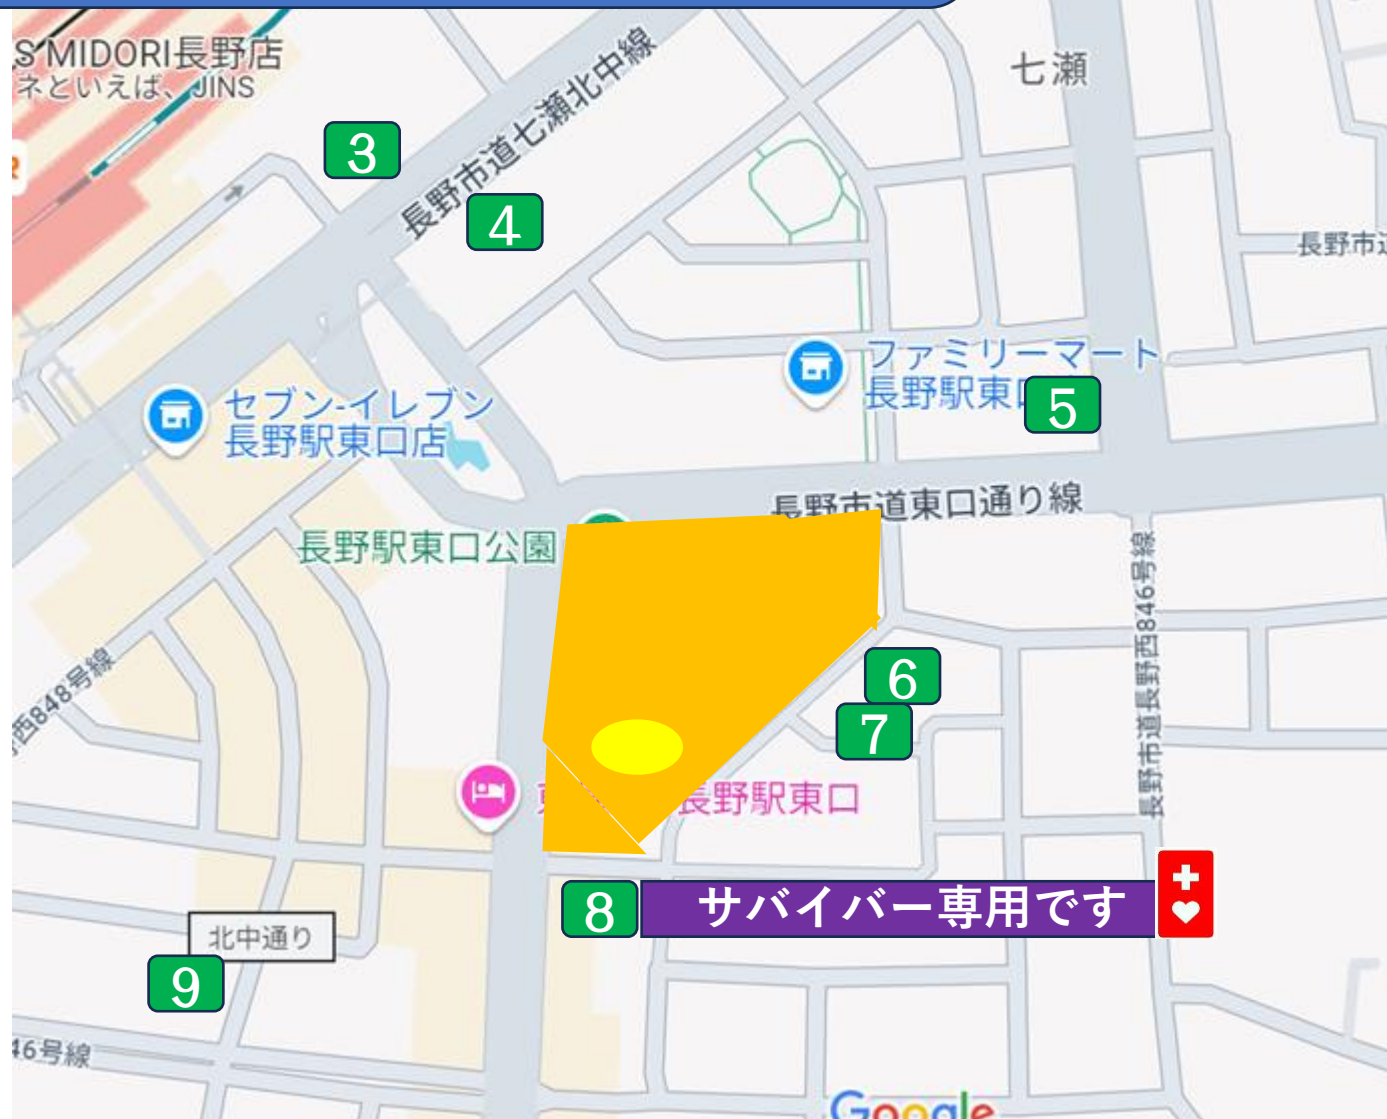 S MIDORI長野店
ネといえば、JINS
長野市道七瀬北中線
七瀬
3
4
長野市道
ファミリーマート
長野駅東口
5
セブン-イレブン
長野駅東口店
長野市道東口通り線
長野駅東口公園
長野市道長野西846号線
西848号線
6
7
長野駅東口
8
サバイバー専用です
北中通り
9
46号線
Google